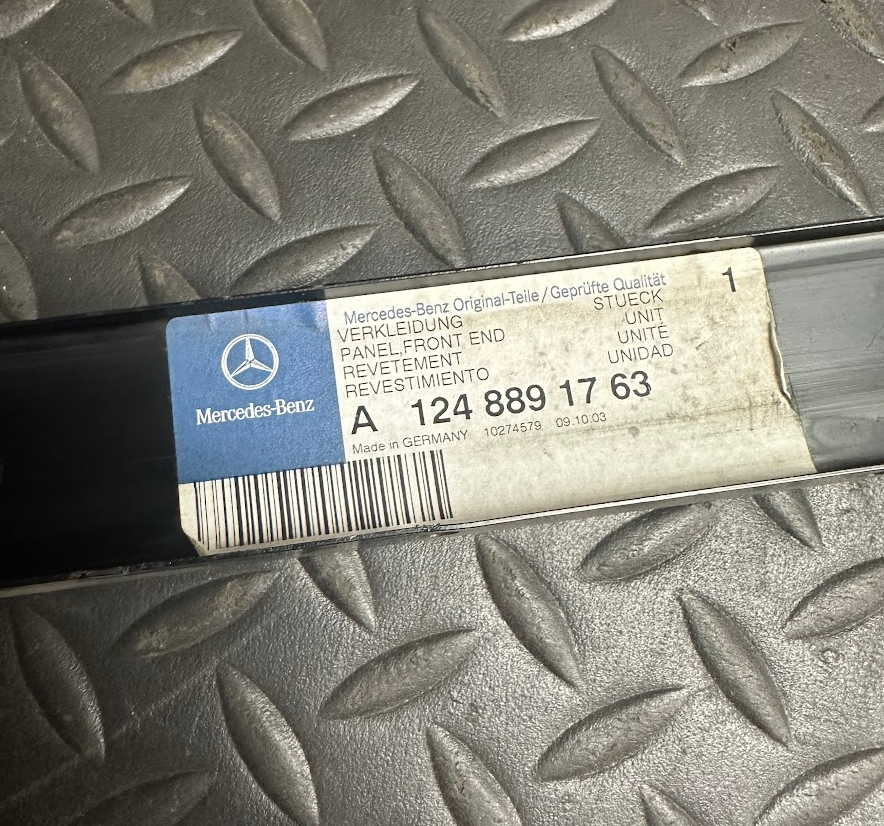 Mercedes-Benz Original-Teile/Geprüfte Qualität 1
VERKLEIDUNG STUECK
PANEL,FRONT END UNIT
REVETEMENT UNITÉ
REVESTIMIENTO UNIDAD
A 124 889 17 63
Made in GERMANY 10274579 09.10.03
Mercedes-Benz